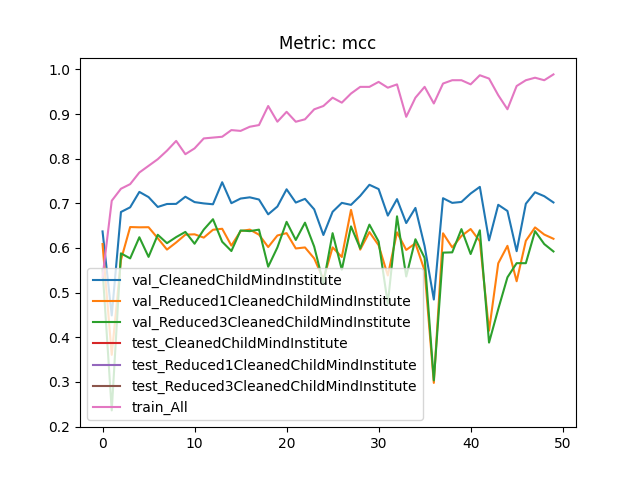 Metric: mcc
1.0
0.9
0.8
0.7
0.6
0.5
0.4
0.3
0.2
val_CleanedChildMindInstitute
val_Reduced1CleanedChildMindInstitute
val_Reduced3CleanedChildMindInstitute
test_CleanedChildMindInstitute
test_Reduced1CleanedChildMindInstitute
test_Reduced3CleanedChildMindInstitute
train_All
0 10 20 30 40 50